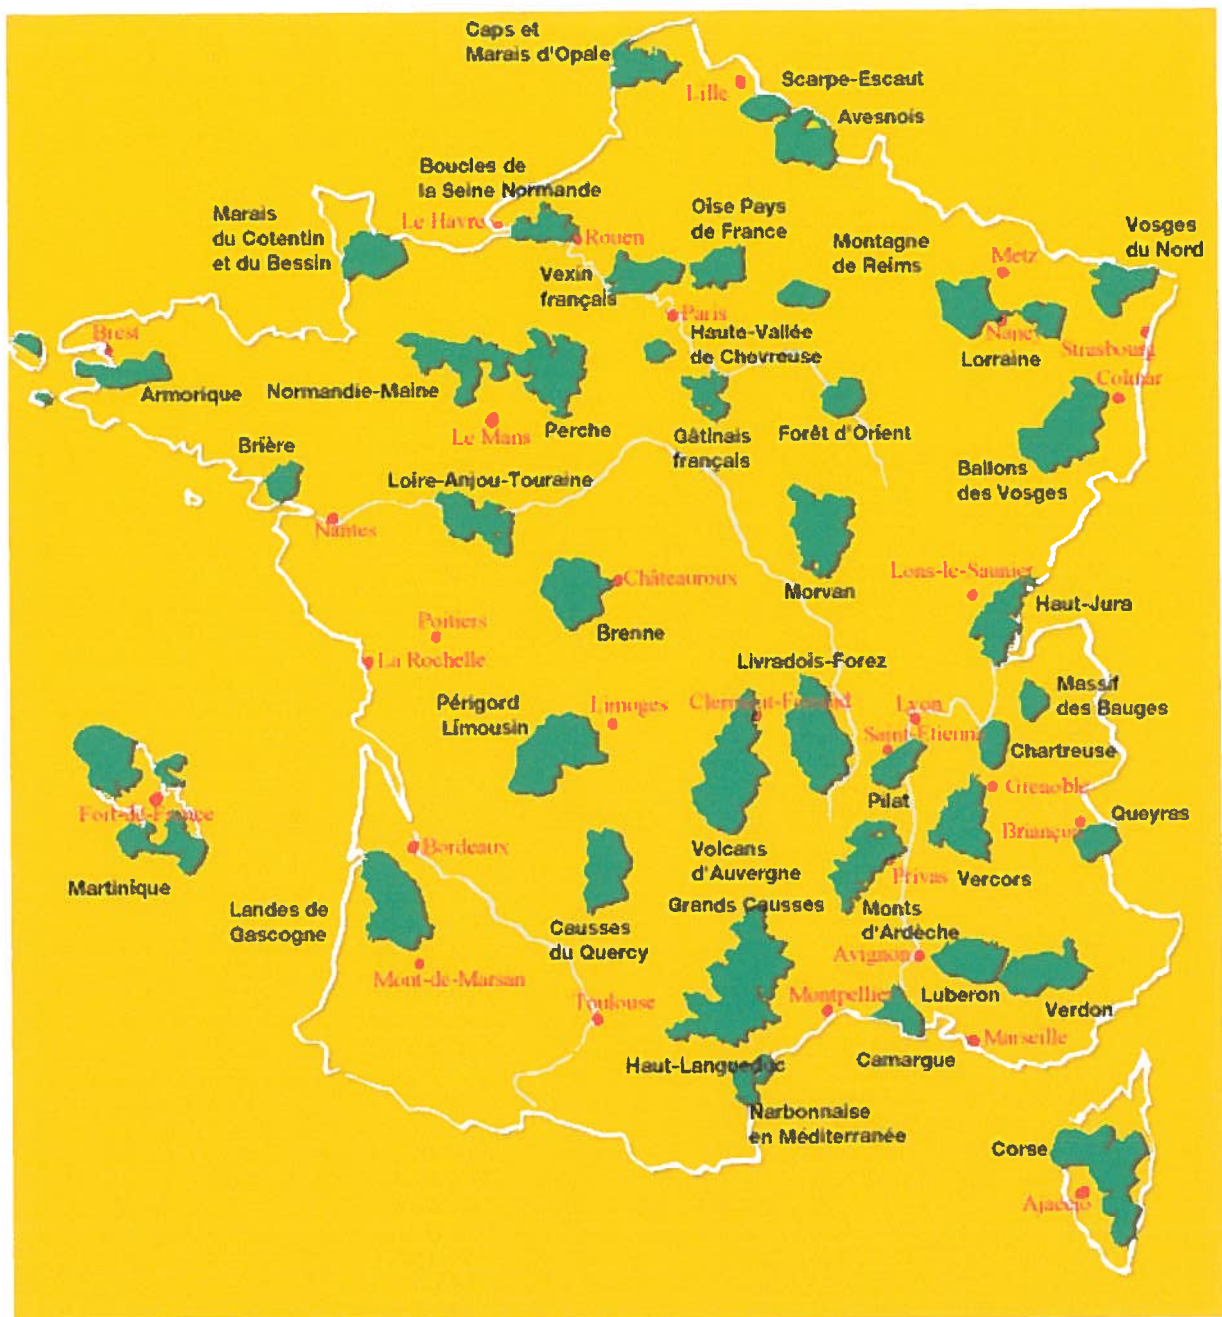 Caps et
Marais d'Opale
Lille
Scarpe-Escaut
Avesnois
Boucles de
la Seine Normande
Le Havre
Rouen
Marais
du Cotentin
et du Bessin
Oise Pays
de France
Montagne
de Reims
Metz
Vosges
du Nord
Vexin
français
Paris
Nancy
Lorraine
Strasbourg
Colmar
Brest
Armorique
Normandie-Maine
Le Mans
Perche
Haute-Vallée
de Chevreuse
Gâtinais
français
Forêt d'Orient
Ballons
des Vosges
Brière
Loire-Anjou-Touraine
Nantes
Châteauroux
Brenne
Morvan
Lons-le-Saunier
Haut-Jura
Poitiers
La Rochelle
Livradois-Forez
Périgord
Limousin
Limoges
Clermont-Ferrand
Lyon
Saint-Etienne
Massif
des Bauges
Chartreuse
Pilat
Grenoble
Briançon
Queyras
Fort-de-France
Martinique
Bordeaux
Volcans
d'Auvergne
Privas
Vercors
Landes de
Gascogne
Causses
du Quercy
Grands Causses
Monts
d'Ardèche
Avignon
Mont-de-Marsan
Toulouse
Montpellier
Luberon
Verdon
Marseille
Camargue
Haut-Languedoc
Narbonnaise
en Méditerranée
Corse
Ajaccio